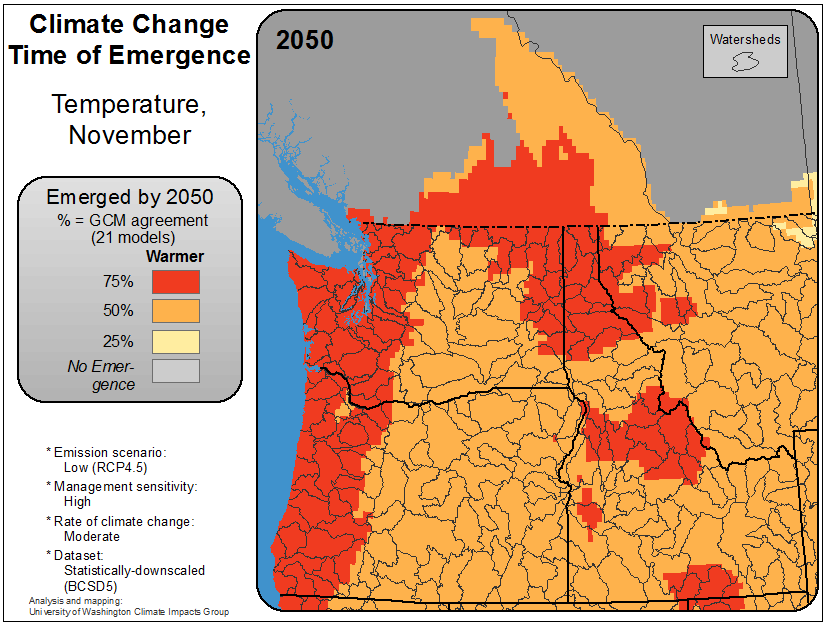 Climate Change
Time of Emergence
Temperature,
November
Emerged by 2050
% = GCM agreement
(21 models)
Warmer
75%
50%
25%
No Emer-
gence
* Emission scenario:
Low (RCP4.5)
* Management sensitivity:
High
* Rate of climate change:
Moderate
* Dataset:
Statistically-downscaled
(BCSD5)
Analysis and mapping:
University of Washington Climate Impacts Group
2050
Watersheds